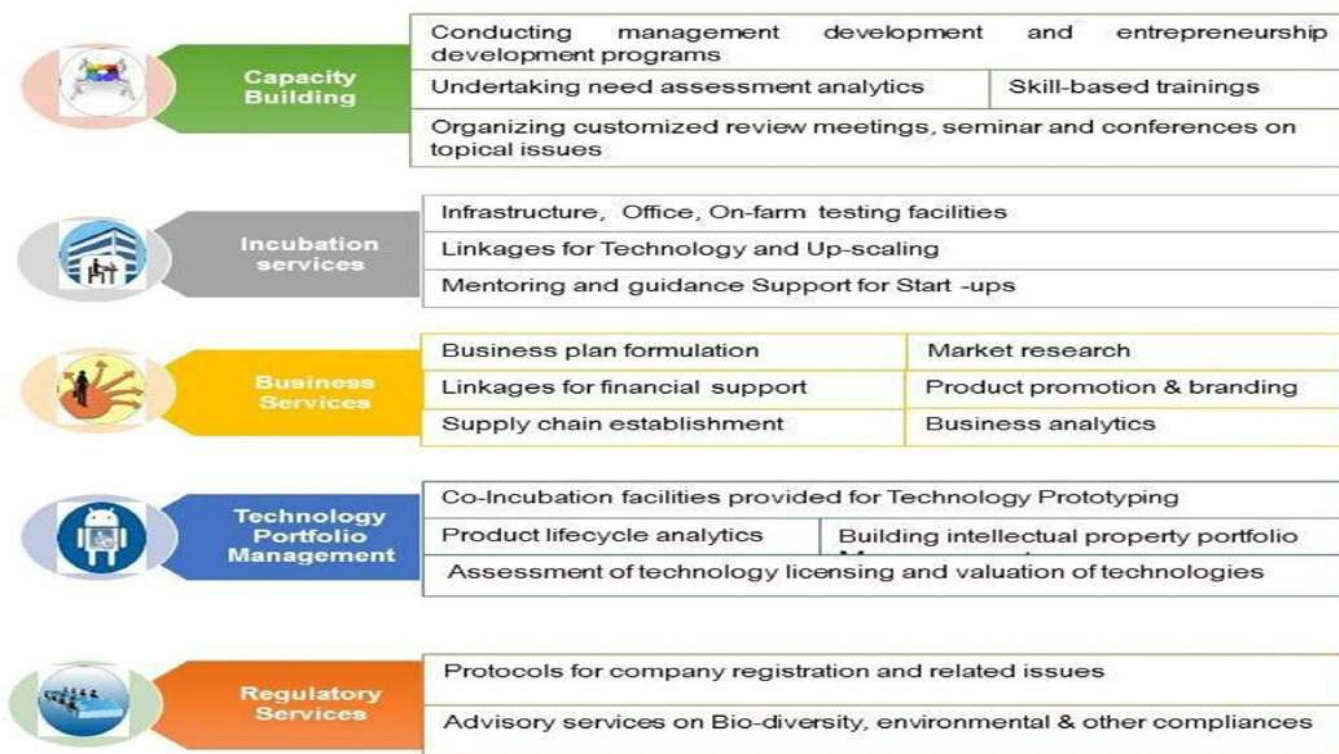 Capacity
Building
Conducting management development and entrepreneurship
development programs
Undertaking need assessment analytics
Skill-based trainings
Organizing customized review meetings, seminar and conferences on
topical issues
Incubation
services
Infrastructure, Office, On-farm testing facilities
Linkages for Technology and Up-scaling
Mentoring and guidance Support for Start -ups
Business
Services
Business plan formulation
Market research
Linkages for financial support
Product promotion & branding
Supply chain establishment
Business analytics
Technology
Portfolio
Management
Co-Incubation facilities provided for Technology Prototyping
Product lifecycle analytics
Building intellectual property portfolio
Assessment of technology licensing and valuation of technologies
Regulatory
Services
Protocols for company registration and related issues
Advisory services on Bio-diversity, environmental & other compliances